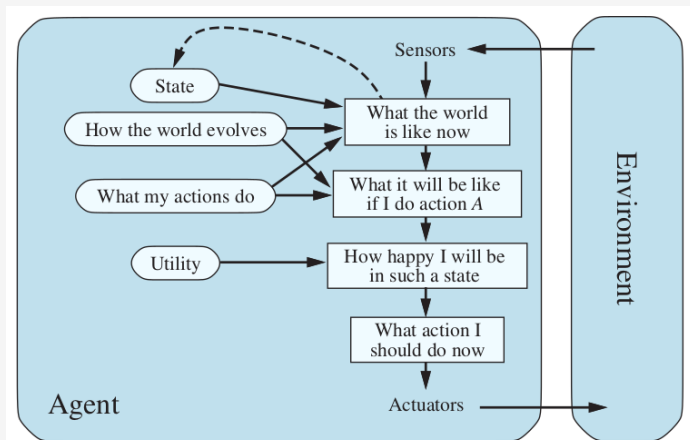 Sensors
State
What the world
is like now
How the world evolves
What my actions do
What it will be like
if I do action A
Utility
How happy I will be
in such a state
What action I
should do now
Agent
Actuators
Environment